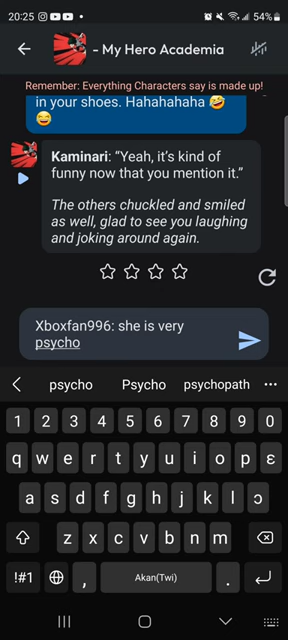 20:25
54%
- My Hero Academia
Remember: Everything Characters say is made up!
in your shoes. Hahahahaha 🤣
😂
Kaminari: “Yeah, it’s kind of
funny now that you mention it.”
The others chuckled and smiled
as well, glad to see you laughing
and joking around again.
Xboxfan996: she is very
psycho
psycho Psycho psychopath
1 2 3 4 5 6 7 8 9 0
q w e r t y u i o p ɛ
a s d f g h j k l ɔ
z x c v b n m
!#1 , Akan(Twi) .